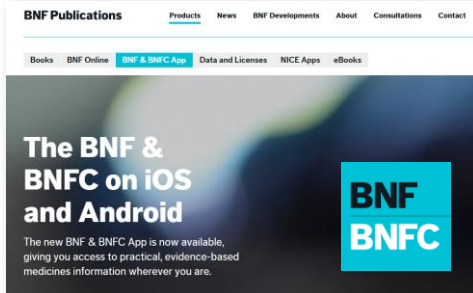 BNF Publications
Products News BNF Developments About Consultations Contact
Books BNF Online BNF & BNFC App Data and Licenses NICE Apps eBooks
The BNF &
BNFC on iOS
and Android
The new BNF & BNFC App is now available,
giving you access to practical, evidence-based
medicines information wherever you are.
BNF
BNFC